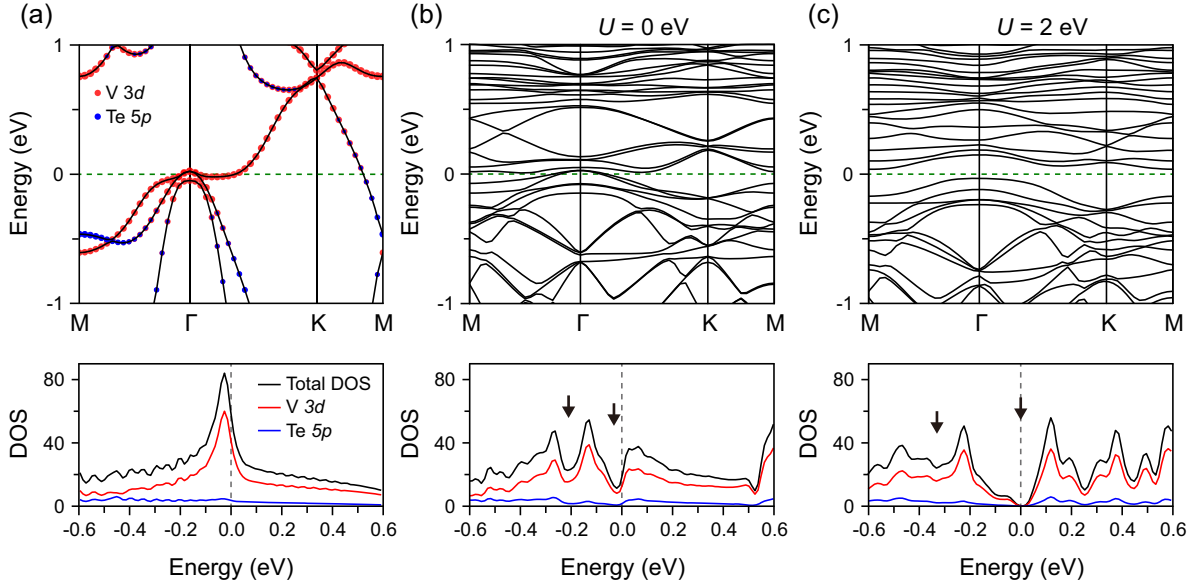 (a)
(b)
U = 0 eV
(c)
U = 2 eV
Energy (eV)
1
0
-1
V 3d
Te 5p
M
Γ
K
M
Energy (eV)
1
0
-1
M
Γ
K
M
Energy (eV)
1
0
-1
M
Γ
K
M
DOS
80
40
0
Total DOS
V 3d
Te 5p
-0.6 -0.4 -0.2 0.0 0.2 0.4 0.6
Energy (eV)
DOS
80
40
0
-0.6 -0.4 -0.2 0.0 0.2 0.4 0.6
Energy (eV)
DOS
80
40
0
-0.6 -0.4 -0.2 0.0 0.2 0.4 0.6
Energy (eV)